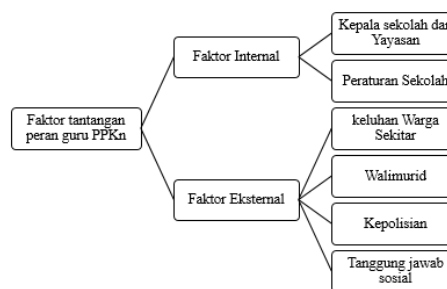 Faktor tantangan
peran guru PPKn
Faktor Internal
Kepala sekolah dan
Yayasan
Peraturan Sekolah
Faktor Eksternal
keluhan Warga
Sekitar
Walimurid
Kepolisian
Tanggung jawab
sosial